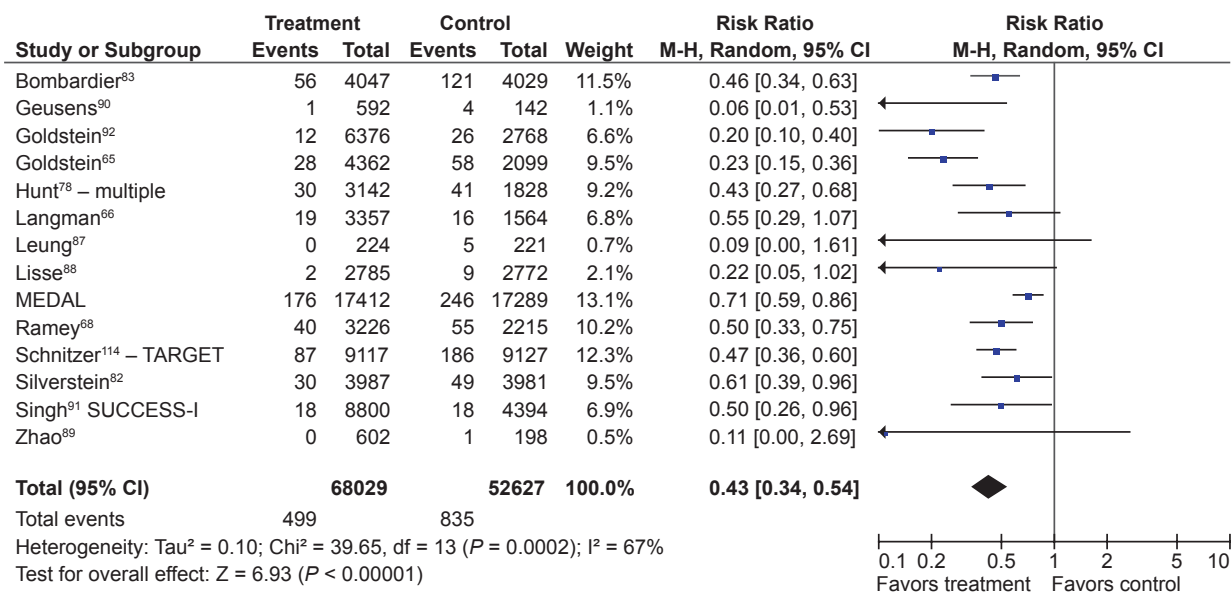 Treatment Control Risk Ratio Risk Ratio
Study or Subgroup Events Total Events Total Weight M-H, Random, 95% CI M-H, Random, 95% CI
Bombardier⁸³ 56 4047 121 4029 11.5% 0.46 [0.34, 0.63]
Geusens⁹⁰ 1 592 4 142 1.1% 0.06 [0.01, 0.53]
Goldstein⁹² 12 6376 26 2768 6.6% 0.20 [0.10, 0.40]
Goldstein⁶⁵ 28 4362 58 2099 9.5% 0.23 [0.15, 0.36]
Hunt⁷⁸ – multiple 30 3142 41 1828 9.2% 0.43 [0.27, 0.68]
Langman⁶⁶ 19 3357 16 1564 6.8% 0.55 [0.29, 1.07]
Leung⁸⁷ 0 224 5 221 0.7% 0.09 [0.00, 1.61]
Lisse⁸⁸ 2 2785 9 2772 2.1% 0.22 [0.05, 1.02]
MEDAL 176 17412 246 17289 13.1% 0.71 [0.59, 0.86]
Ramey⁶⁸ 40 3226 55 2215 10.2% 0.50 [0.33, 0.75]
Schnitzer¹¹⁴ – TARGET 87 9117 186 9127 12.3% 0.47 [0.36, 0.60]
Silverstein⁸² 30 3987 49 3981 9.5% 0.61 [0.39, 0.96]
Singh⁹¹ SUCCESS-I 18 8800 18 4394 6.9% 0.50 [0.26, 0.96]
Zhao⁸⁹ 0 602 1 198 0.5% 0.11 [0.00, 2.69]
Total (95% CI) 68029 52627 100.0% 0.43 [0.34, 0.54]
Total events 499 835
Heterogeneity: Tau² = 0.10; Chi² = 39.65, df = 13 (P = 0.0002); I² = 67%
Test for overall effect: Z = 6.93 (P < 0.00001)
0.1 0.2 0.5 1 2 5 10
Favors treatment Favors control